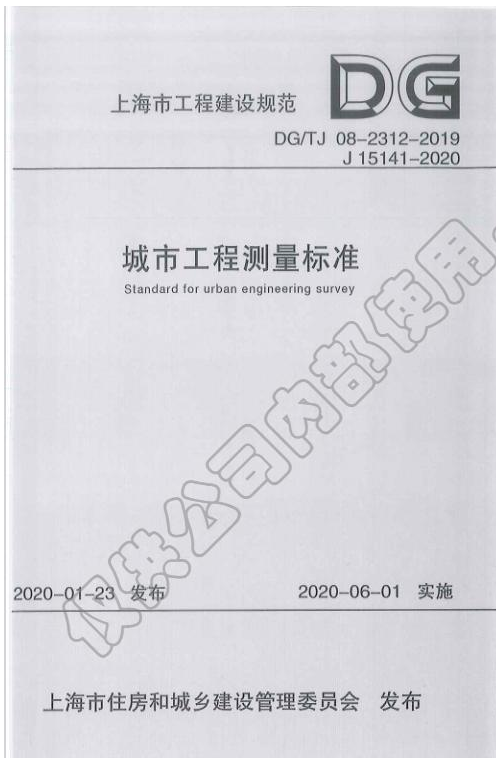 上海市工程建设规范
DG
DG/TJ 08-2312-2019
J 15141-2020
城市工程测量标准
Standard for urban engineering survey
仅供公司内部使用。
2020-01-23 发布 2020-06-01 实施
上海市住房和城乡建设管理委员会 发布